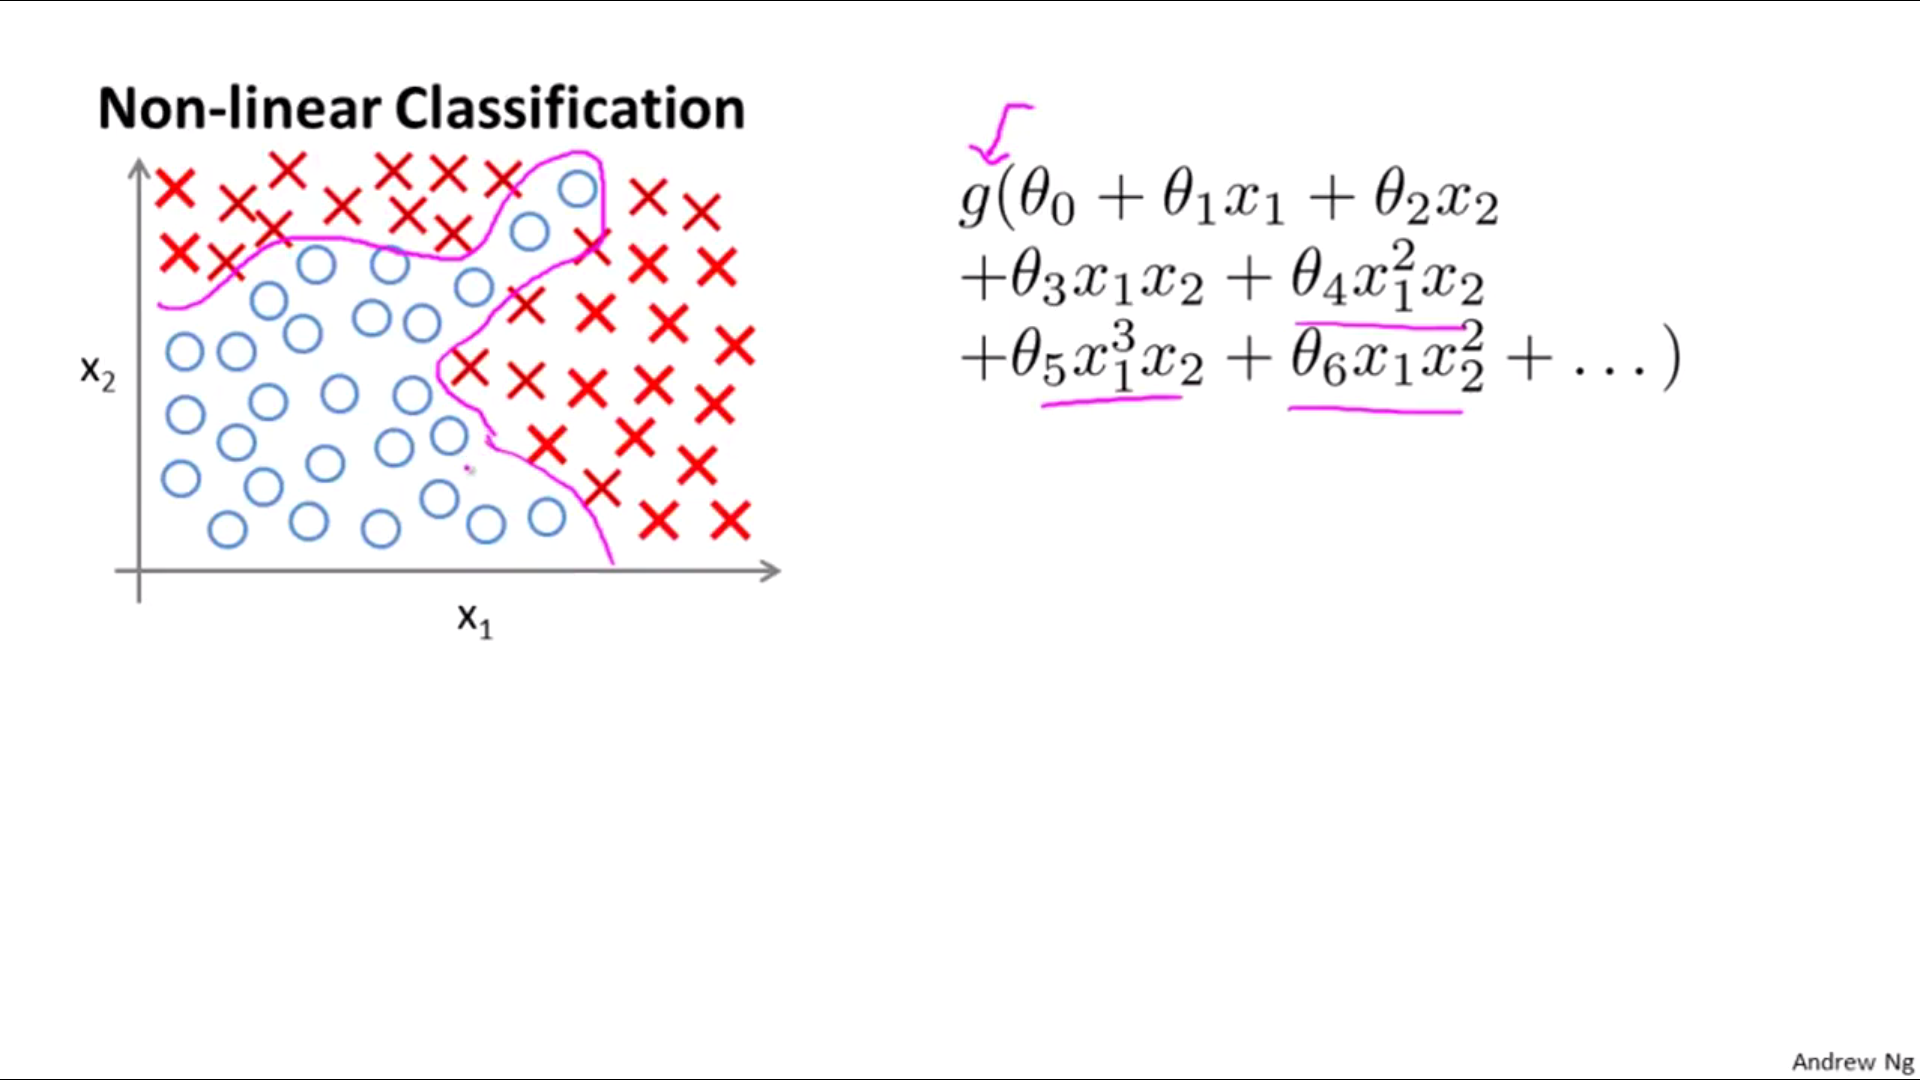 Non-linear Classification
x₂
x₁
g(θ₀ + θ₁x₁ + θ₂x₂
+θ₃x₁x₂ + θ₄x₁²x₂
+θ₅x₁³x₂ + θ₆x₁x₂² + ...)
Andrew Ng